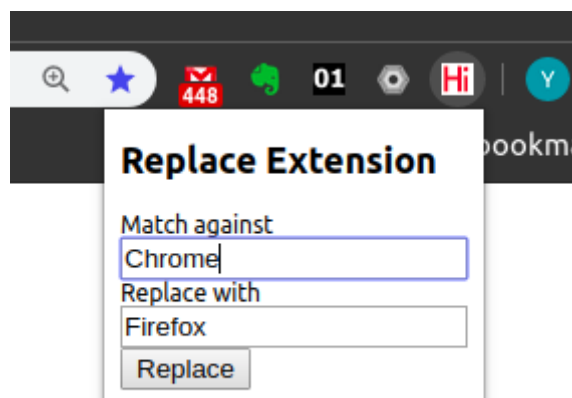 448
01
Hi
Y
ookma
Replace Extension
Match against
Chrome
Replace with
Firefox
Replace